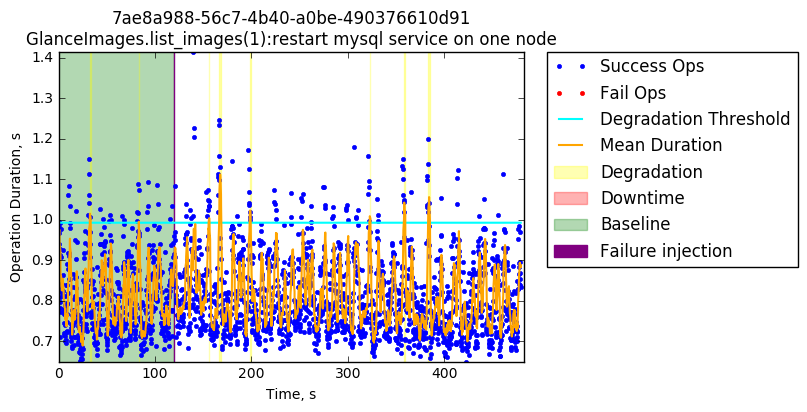 7ae8a988-56c7-4b40-a0be-490376610d91
GlanceImages.list_images(1):restart mysql service on one node
1.4
1.3
1.2
1.1
1.0
0.9
0.8
0.7
Operation Duration, s
0 100 200 300 400
Time, s
Success Ops
Fail Ops
Degradation Threshold
Mean Duration
Degradation
Downtime
Baseline
Failure injection